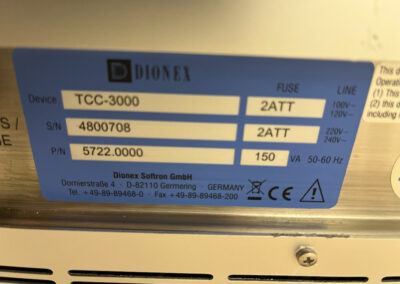 DIONEX
FUSE LINE
Device TCC-3000 2ATT 100V~ 120V~
S/N 4800708 2ATT 220V~ 240V~
P/N 5722.0000 150 VA 50-60 Hz
Dionex Softron GmbH
Dornierstraße 4 · D-82110 Germering · GERMANY
Tel. +49-89-89468-0 · Fax +49-89-89468-200
CE
This d
Operati
(1) This
(2) this d
including
S /
GE